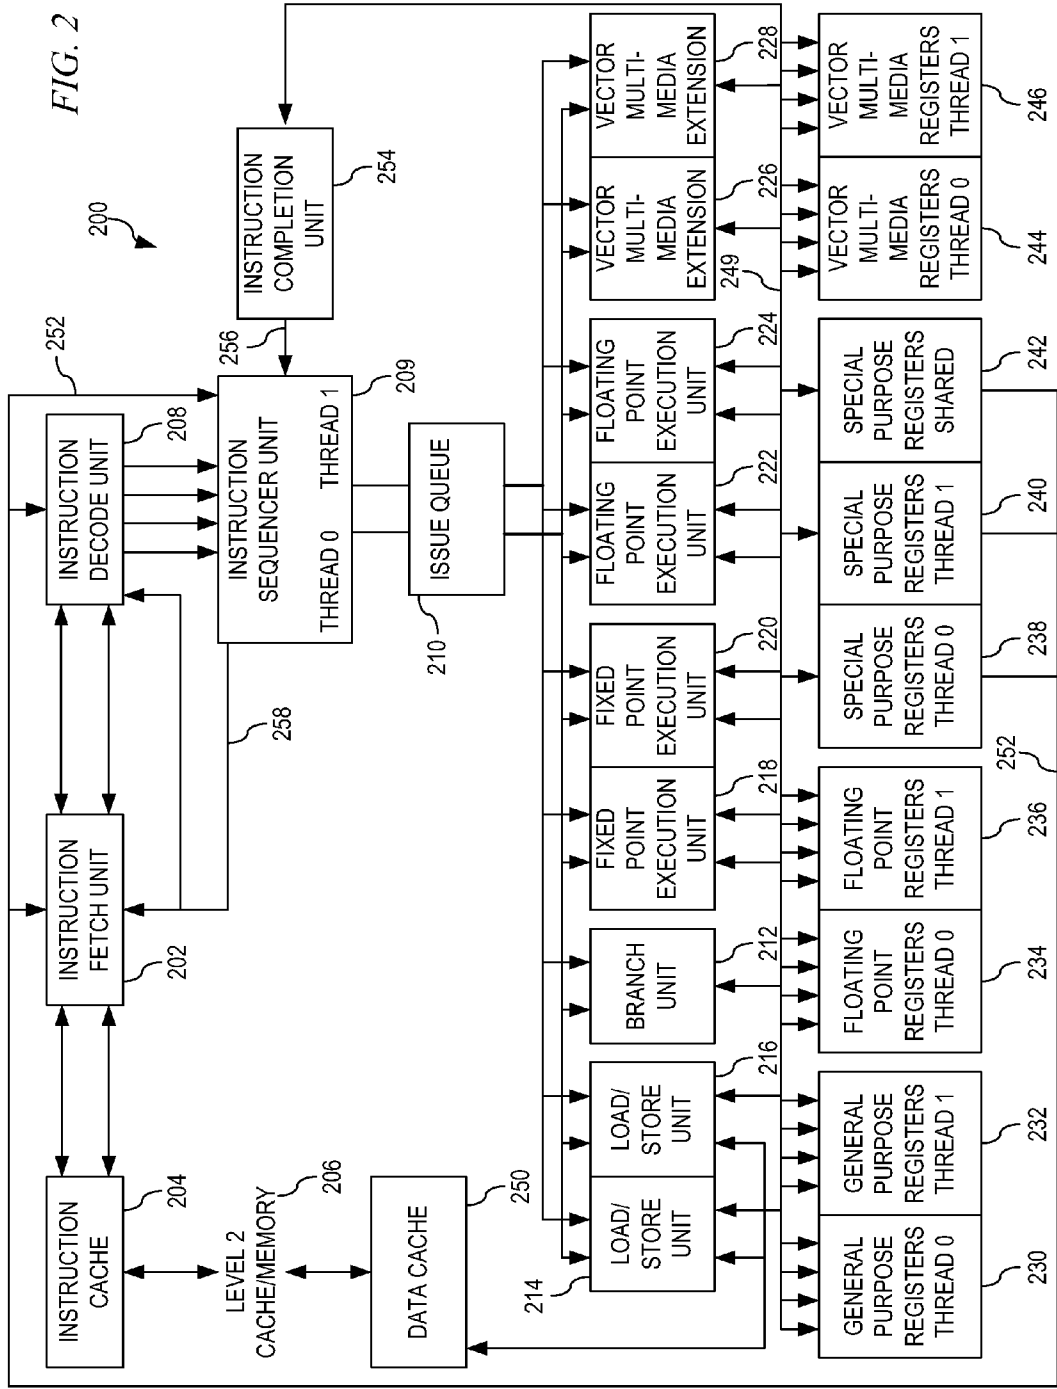 FIG. 2
200
252
INSTRUCTION
CACHE
204
INSTRUCTION
FETCH UNIT
202
INSTRUCTION
DECODE UNIT
208
LEVEL 2
CACHE/MEMORY
206
258
INSTRUCTION
SEQUENCER UNIT
THREAD 0
THREAD 1
209
256
INSTRUCTION
COMPLETION
UNIT
254
DATA CACHE
250
ISSUE QUEUE
210
LOAD/
STORE UNIT
214
LOAD/
STORE UNIT
216
BRANCH
UNIT
212
FIXED
POINT
EXECUTION
UNIT
218
FIXED
POINT
EXECUTION
UNIT
220
FLOATING
POINT
EXECUTION
UNIT
222
FLOATING
POINT
EXECUTION
UNIT
224
VECTOR
MULTI-
MEDIA
EXTENSION
226
VECTOR
MULTI-
MEDIA
EXTENSION
228
249
GENERAL
PURPOSE
REGISTERS
THREAD 0
230
GENERAL
PURPOSE
REGISTERS
THREAD 1
232
FLOATING
POINT
REGISTERS
THREAD 0
234
FLOATING
POINT
REGISTERS
THREAD 1
236
252
SPECIAL
PURPOSE
REGISTERS
THREAD 0
238
SPECIAL
PURPOSE
REGISTERS
THREAD 1
240
SPECIAL
PURPOSE
REGISTERS
SHARED
242
VECTOR
MULTI-
MEDIA
REGISTERS
THREAD 0
244
VECTOR
MULTI-
MEDIA
REGISTERS
THREAD 1
246